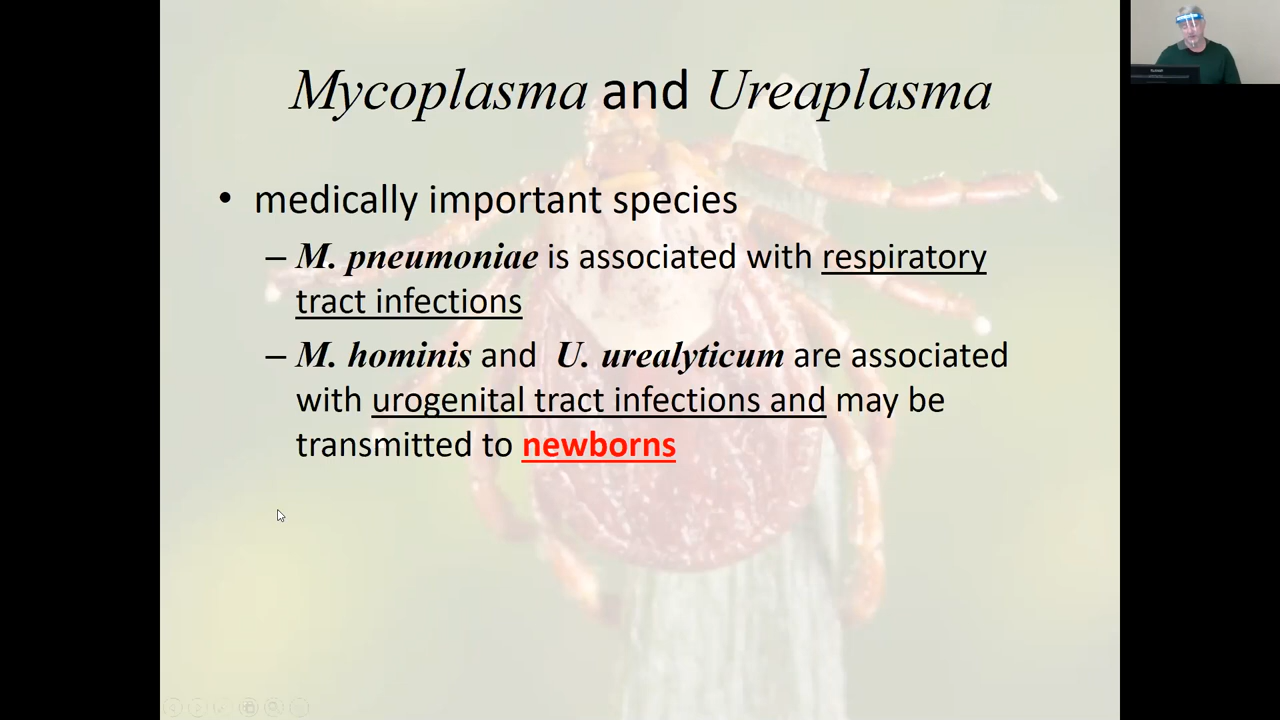 Mycoplasma and Ureaplasma
• medically important species
– M. pneumoniae is associated with respiratory
tract infections
– M. hominis and U. urealyticum are associated
with urogenital tract infections and may be
transmitted to newborns